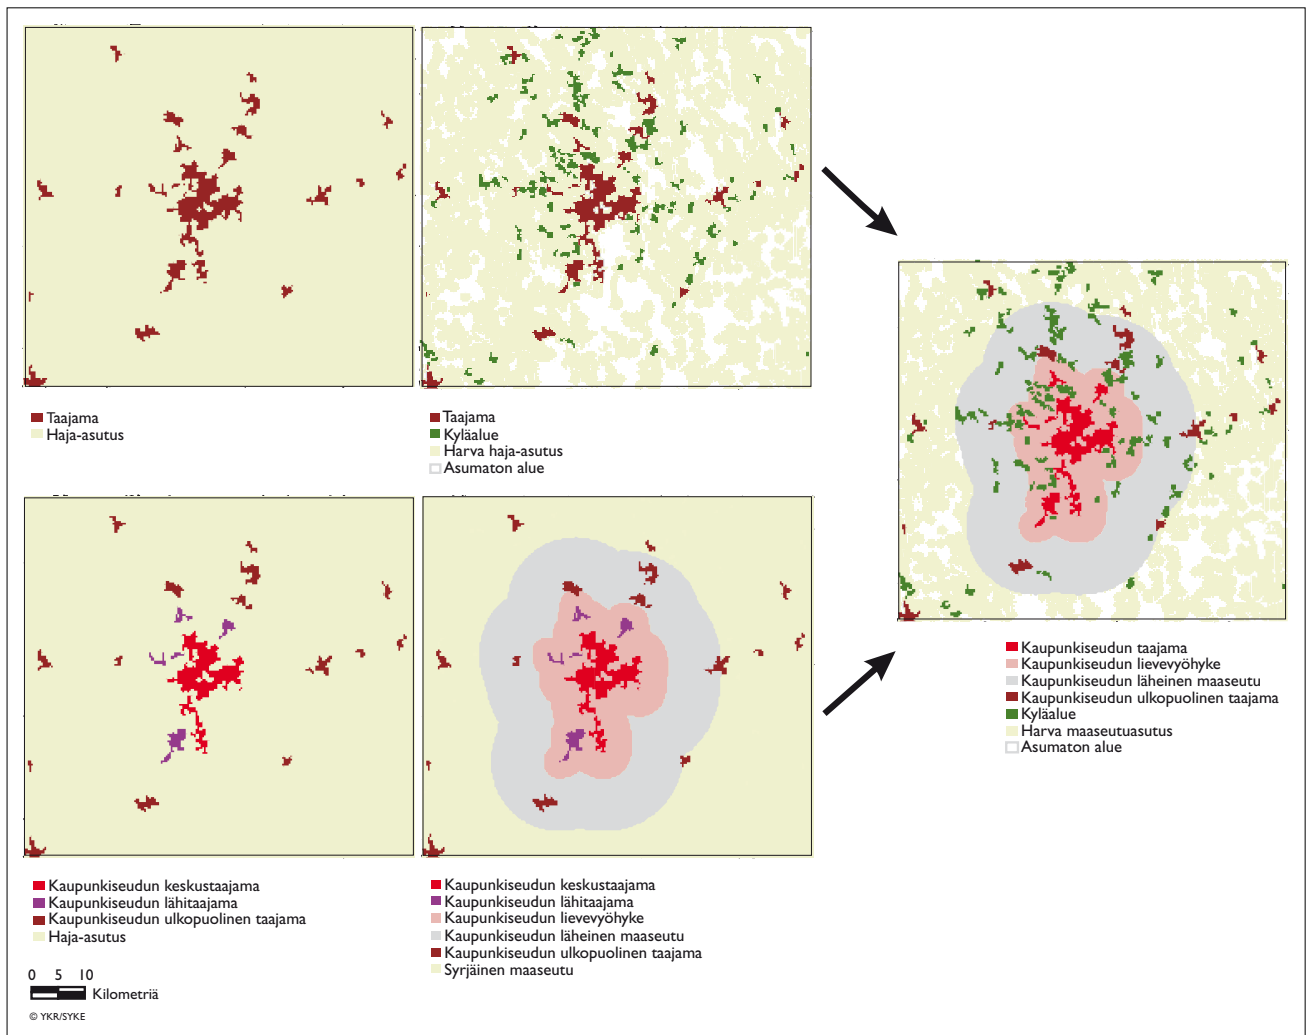 Taajama
Haja-asutus
Taajama
Kyläalue
Harva haja-asutus
Asumaton alue
Kaupunkiseudun keskustaajama
Kaupunkiseudun lähitaajama
Kaupunkiseudun ulkopuolinen taajama
Haja-asutus
Kaupunkiseudun keskustaajama
Kaupunkiseudun lähitaajama
Kaupunkiseudun lievevyöhyke
Kaupunkiseudun läheinen maaseutu
Kaupunkiseudun ulkopuolinen taajama
Syrjäinen maaseutu
Kaupunkiseudun taajama
Kaupunkiseudun lievevyöhyke
Kaupunkiseudun läheinen maaseutu
Kaupunkiseudun ulkopuolinen taajama
Kyläalue
Harva maaseutuasutus
Asumaton alue
0 5 10
Kilometriä
© YKR/SYKE